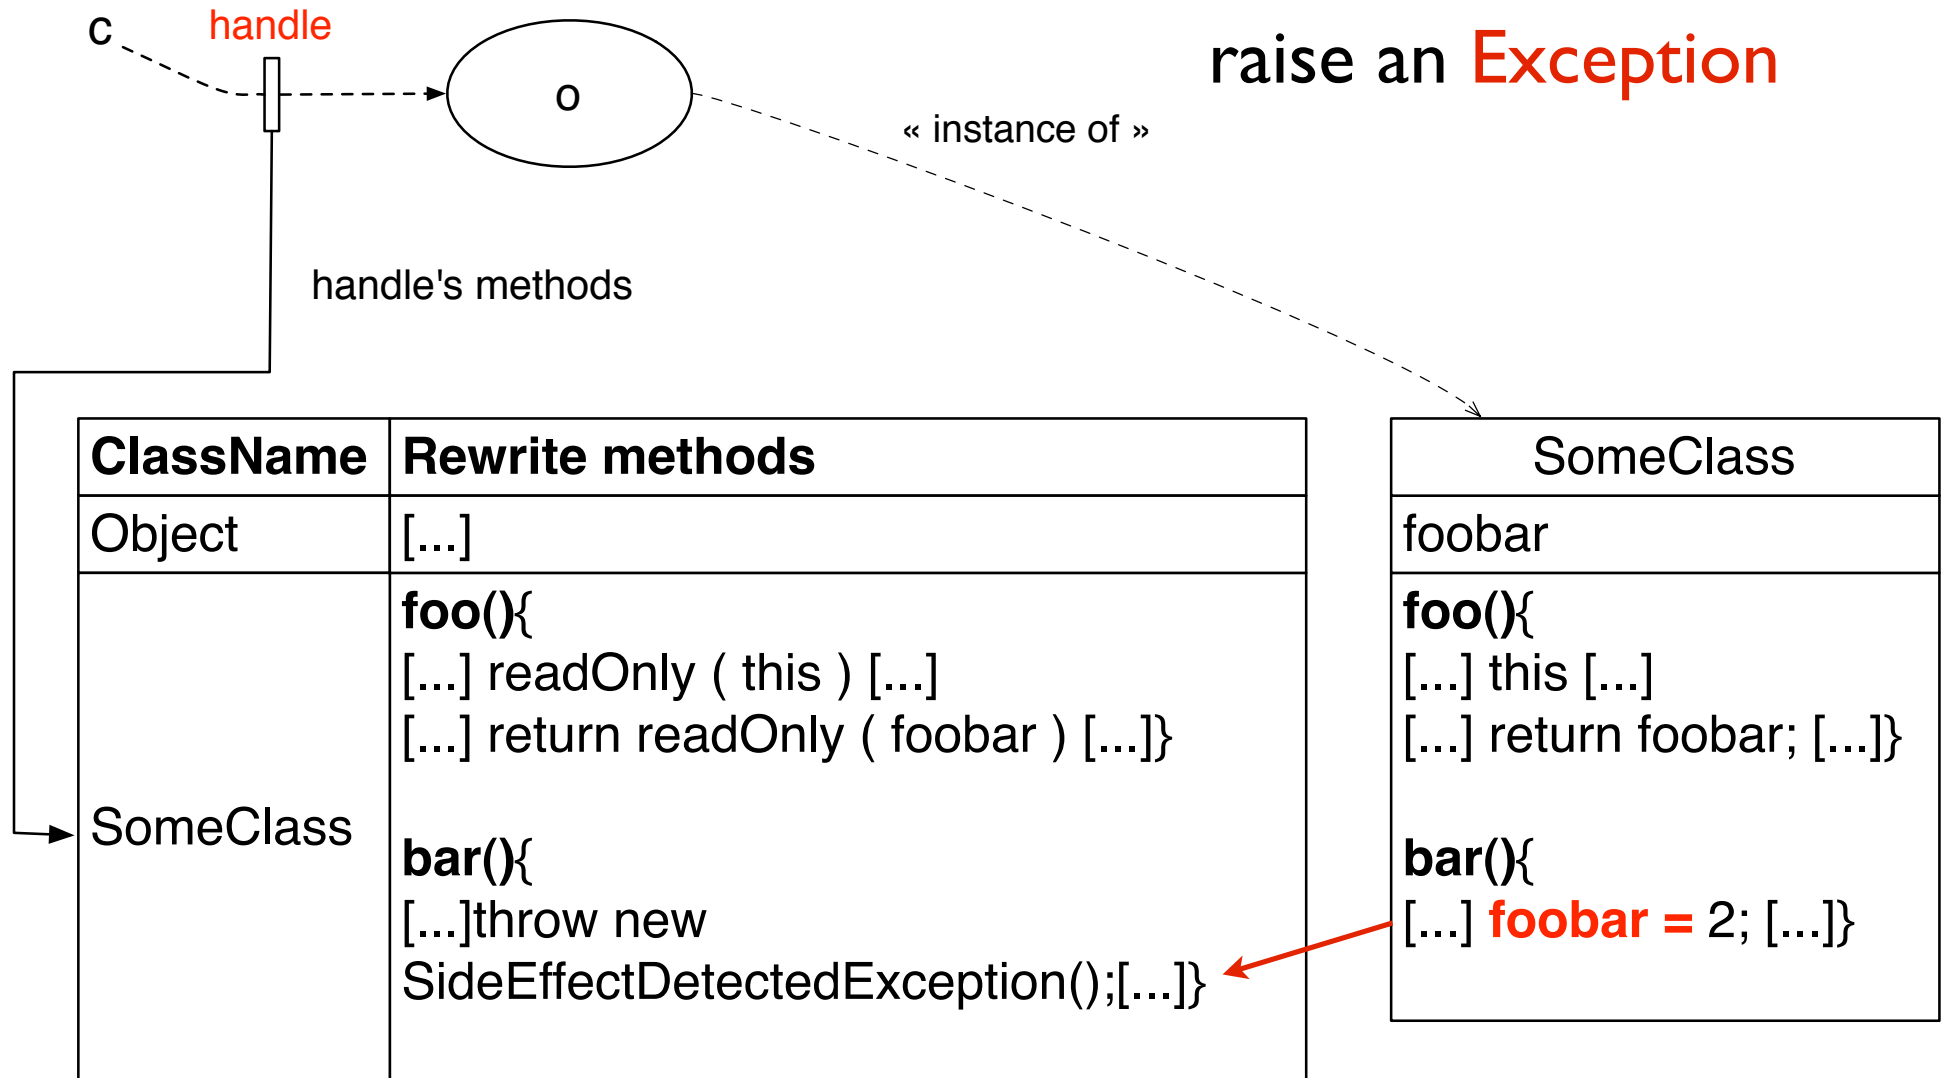 c
handle
o
raise an Exception
« instance of »
handle's methods
ClassName
Rewrite methods
Object
[...]
SomeClass
foo(){
[...] readOnly ( this ) [...]
[...] return readOnly ( foobar ) [...]}
bar(){
[...]throw new
SideEffectDetectedException();[...]}
SomeClass
foobar
foo(){
[...] this [...]
[...] return foobar; [...]}
bar(){
[...] foobar = 2; [...]}